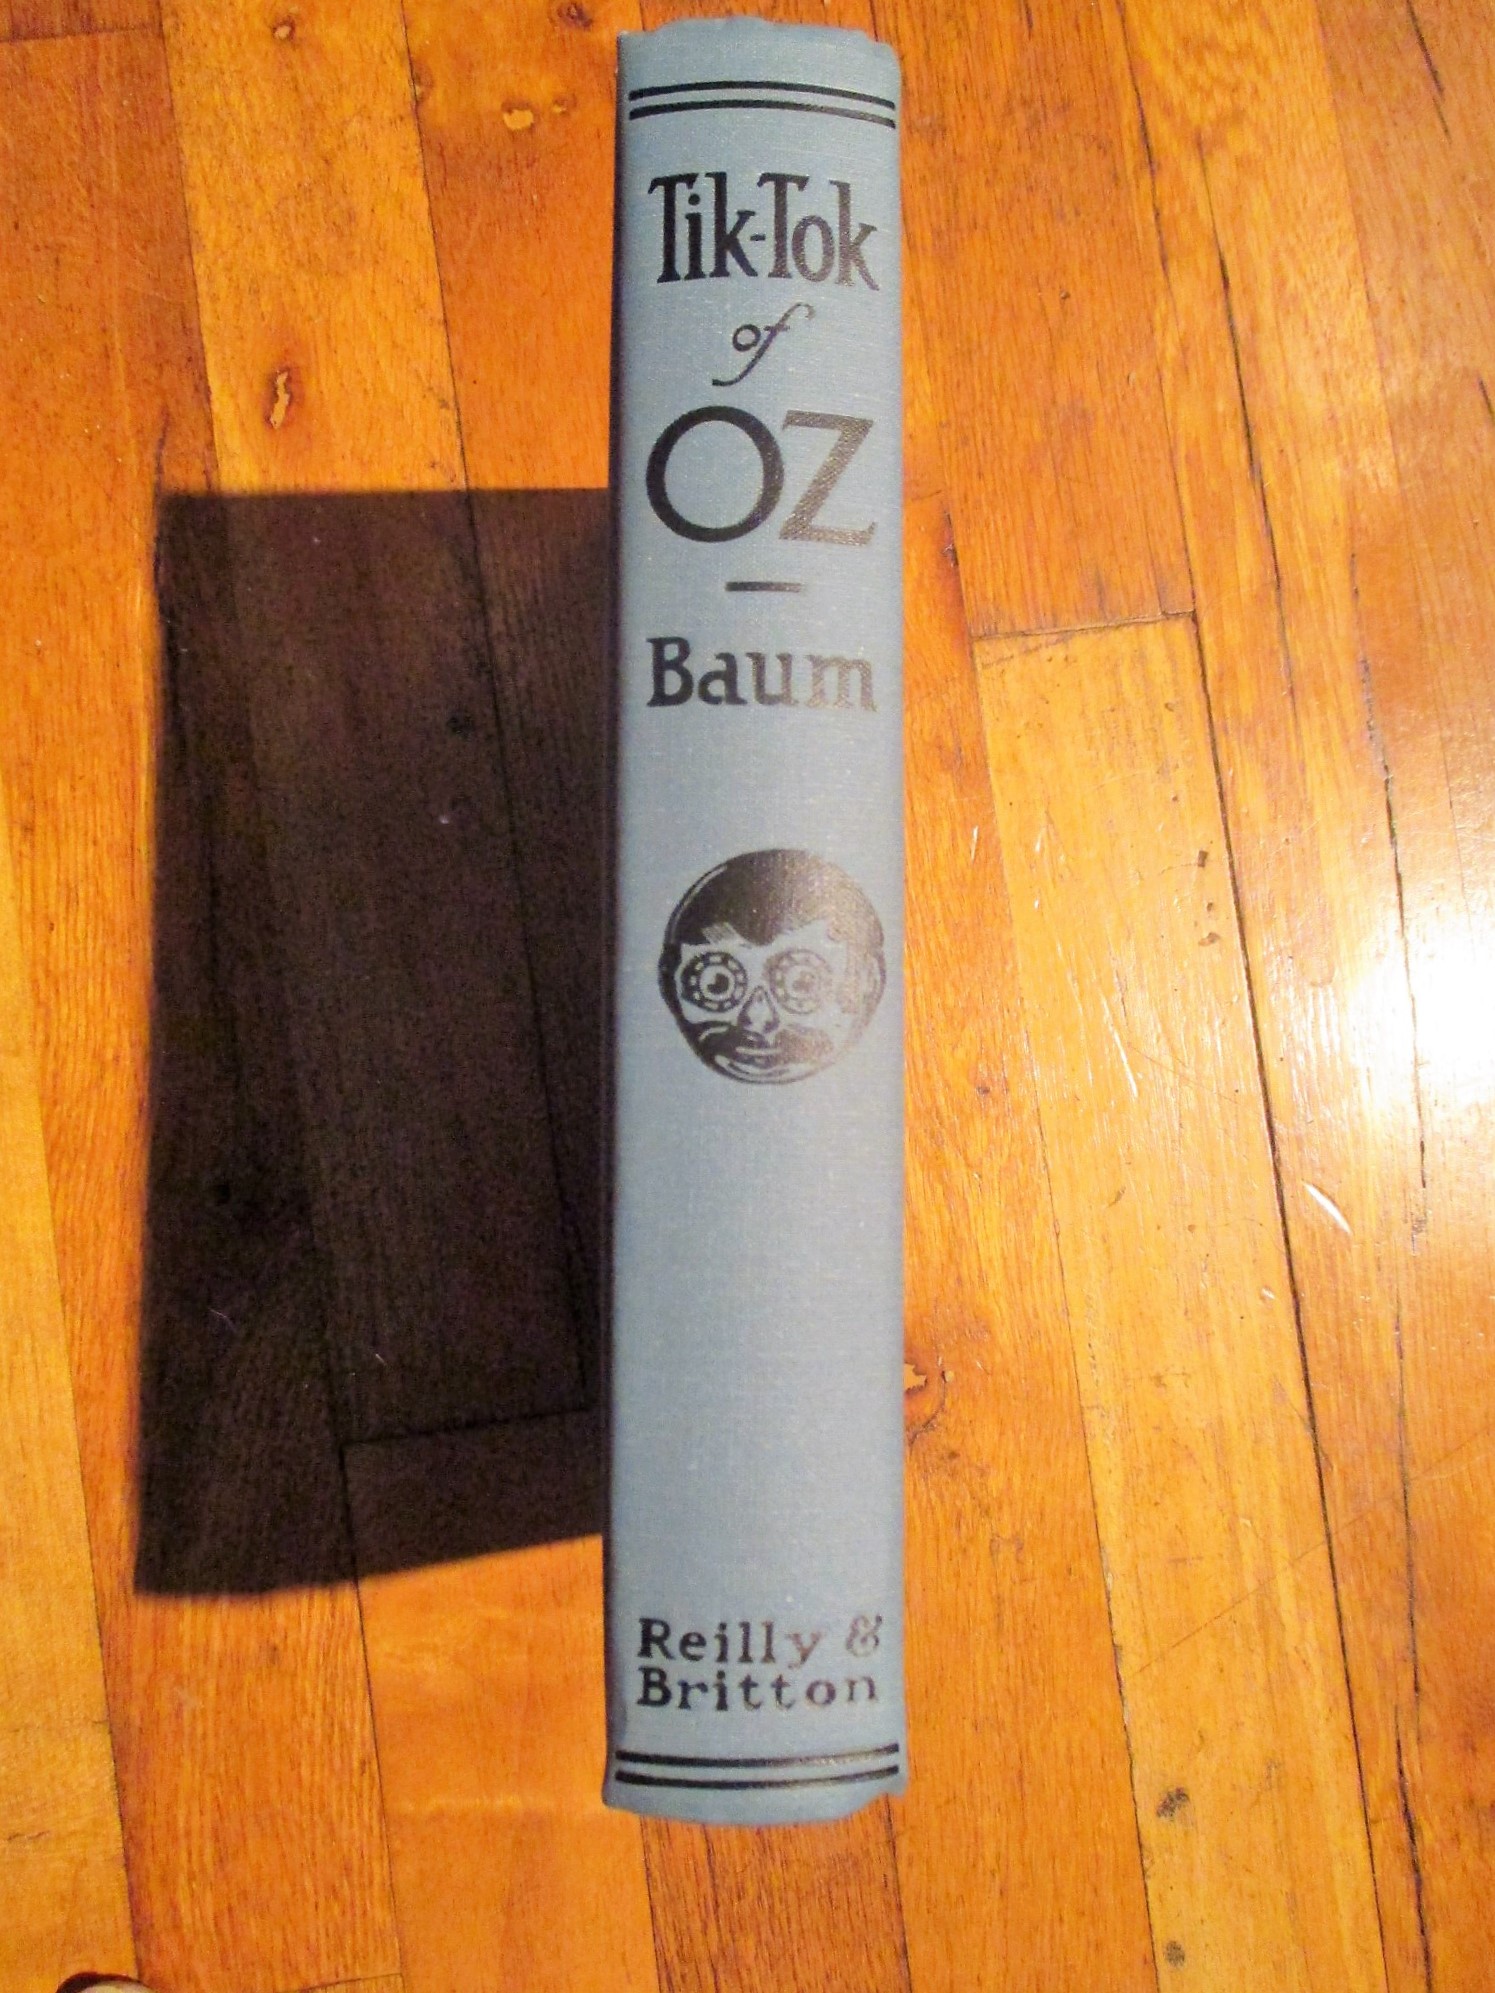 Tik-Tok
of
OZ
Baum
Reilly &
Britton